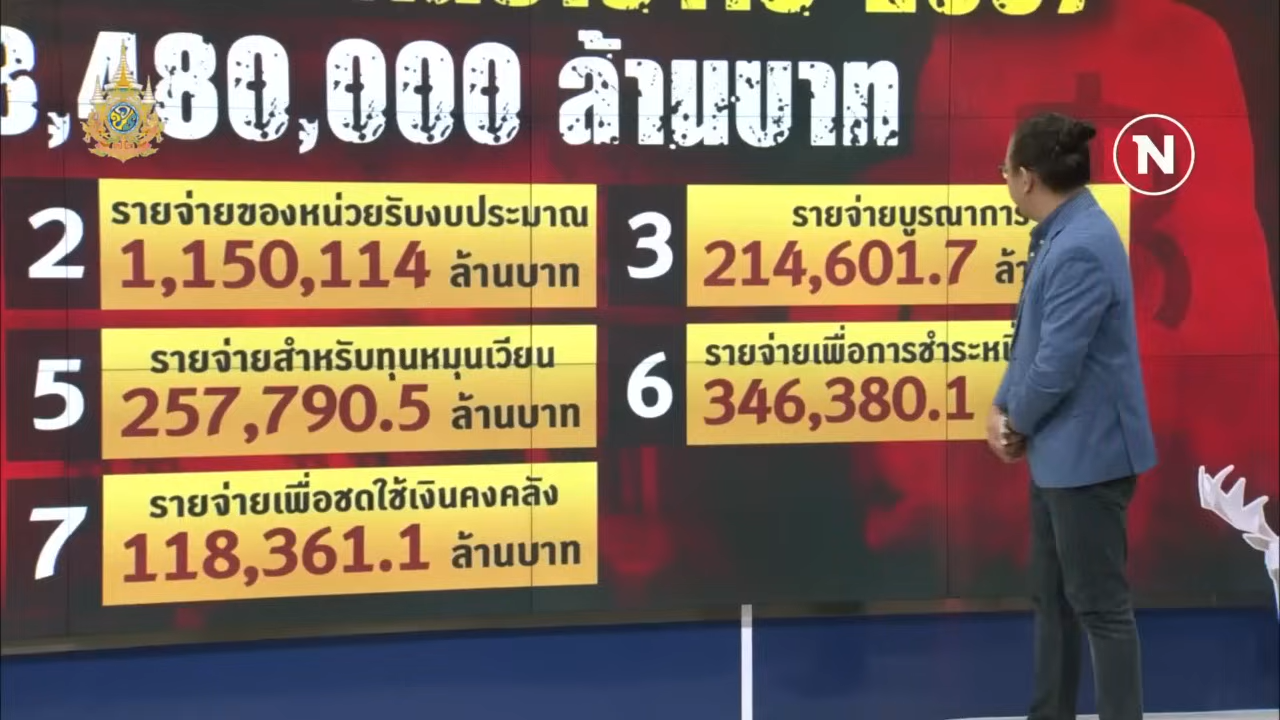 3,480,000 ล้านบาท
N
2
รายจ่ายของหน่วยรับงบประมาณ
1,150,114 ล้านบาท
3
รายจ่ายบูรณาการ
214,601.7
5
รายจ่ายสำหรับทุนหมุนเวียน
257,790.5 ล้านบาท
6
รายจ่ายเพื่อการชำระหนี้
346,380.1
7
รายจ่ายเพื่อชดใช้เงินคงคลัง
118,361.1 ล้านบาท